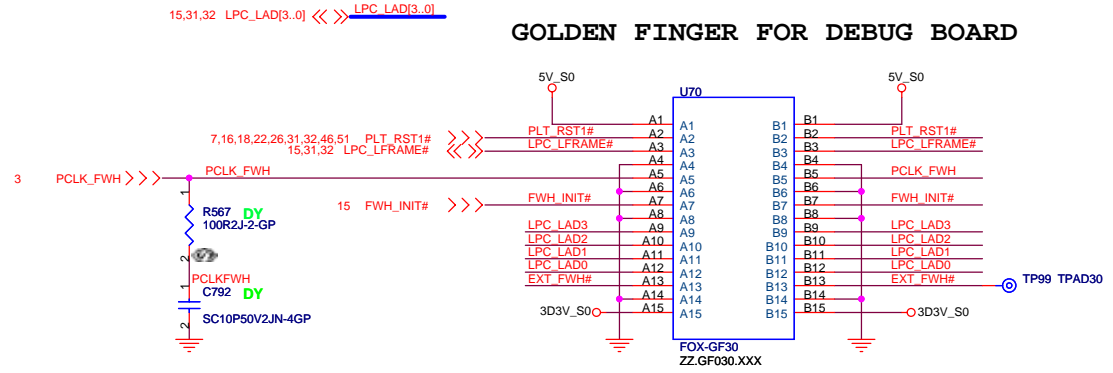 15,31,32 LPC_LAD[3..0] LPC_LAD[3..0]
GOLDEN FINGER FOR DEBUG BOARD
5V_S0 5V_S0
U70
A1 A1 B1 B1
7,16,18,22,26,31,32,46,51 PLT_RST1# PLT_RST1# A2 A2 B2 B2 PLT_RST1#
15,31,32 LPC_LFRAME# LPC_LFRAME# A3 A3 B3 B3 LPC_LFRAME#
A4 A4 B4 B4
3 PCLK_FWH PCLK_FWH A5 A5 B5 B5 PCLK_FWH
A6 A6 B6 B6
15 FWH_INIT# FWH_INIT# A7 A7 B7 B7 FWH_INIT#
A8 A8 B8 B8
LPC_LAD3 A9 A9 B9 B9 LPC_LAD3
LPC_LAD2 A10 A10 B10 B10 LPC_LAD2
LPC_LAD1 A11 A11 B11 B11 LPC_LAD1
LPC_LAD0 A12 A12 B12 B12 LPC_LAD0
EXT_FWH# A13 A13 B13 B13 EXT_FWH# TP99 TPAD30
A14 A14 B14 B14
3D3V_S0 A15 A15 B15 B15 3D3V_S0
FOX-GF30
ZZ.GF030.XXX
1
R567 DY
100R2J-2-GP
2
PCLKFWH
1
C792 DY
SC10P50V2JN-4GP
2